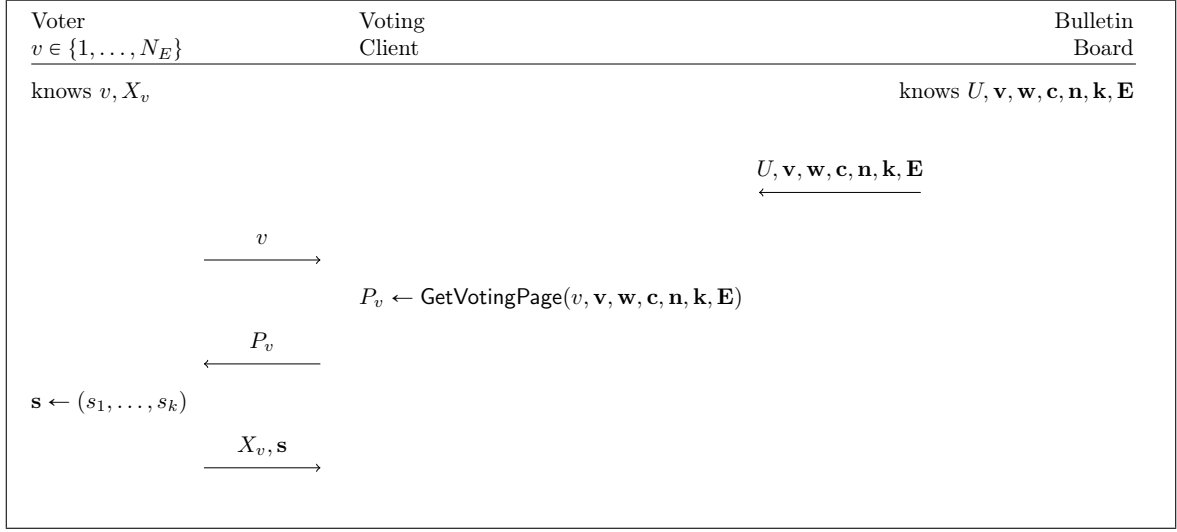 Voter Voting Bulletin
v ∈ {1, . . . , N_E} Client Board
knows v, X_v knows U, v, w, c, n, k, E
U, v, w, c, n, k, E
v
P_v ← GetVotingPage(v, v, w, c, n, k, E)
P_v
s ← (s_1, . . . , s_k)
X_v, s